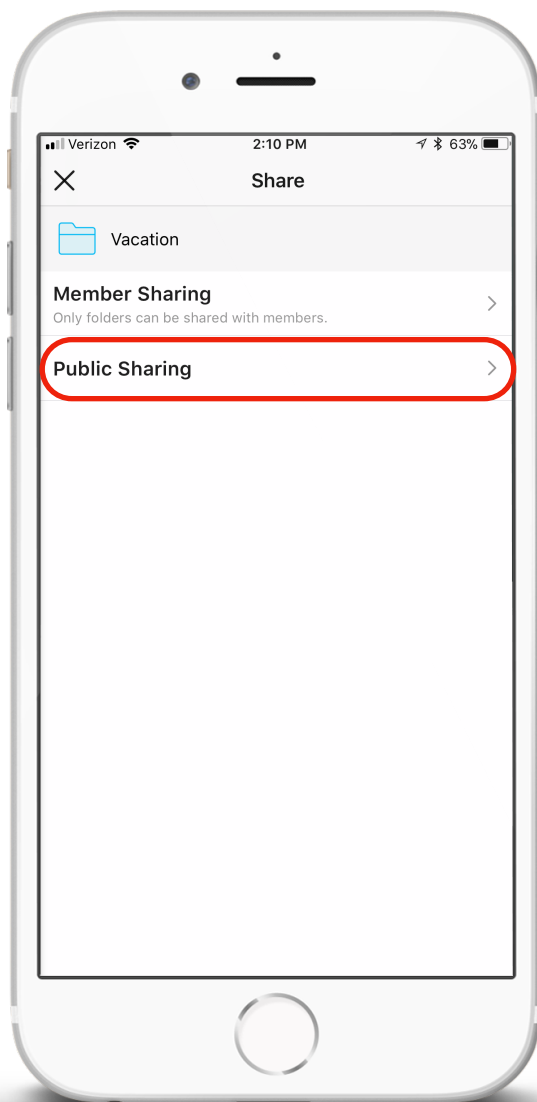 Verizon 2:10 PM 63%
Share
Vacation
Member Sharing
Only folders can be shared with members.
Public Sharing